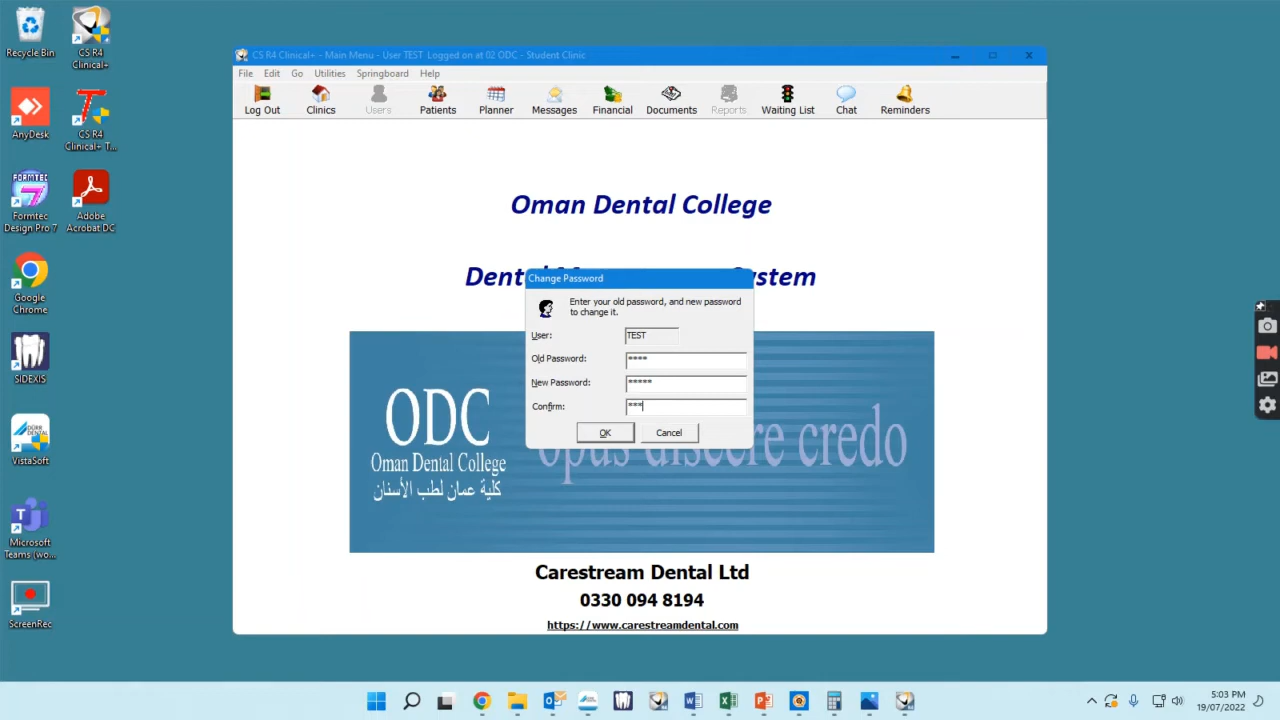 Recycle Bin
CS R4
Clinical+
AnyDesk
CS R4
Clinical+ T...
Formtec
Design Pro 7
Adobe
Acrobat DC
Google
Chrome
SIDEXIS
VistaSoft
Microsoft
Teams (wo...
ScreenRec
CS R4 Clinical+ - Main Menu - User TEST Logged on at 02 ODC - Student Clinic
File Edit Go Utilities Springboard Help
Log Out Clinics Users Patients Planner Messages Financial Documents Reports Waiting List Chat Reminders
Oman Dental College
Change Password
Enter your old password, and new password
to change it.
User: TEST
Old Password: ****
New Password: *****
Confirm: ***
OK Cancel
ODC
Oman Dental College
كلية عمان لطب الأسنان
opus discere credo
Carestream Dental Ltd
0330 094 8194
https://www.carestreamdental.com
5:03 PM
19/07/2022